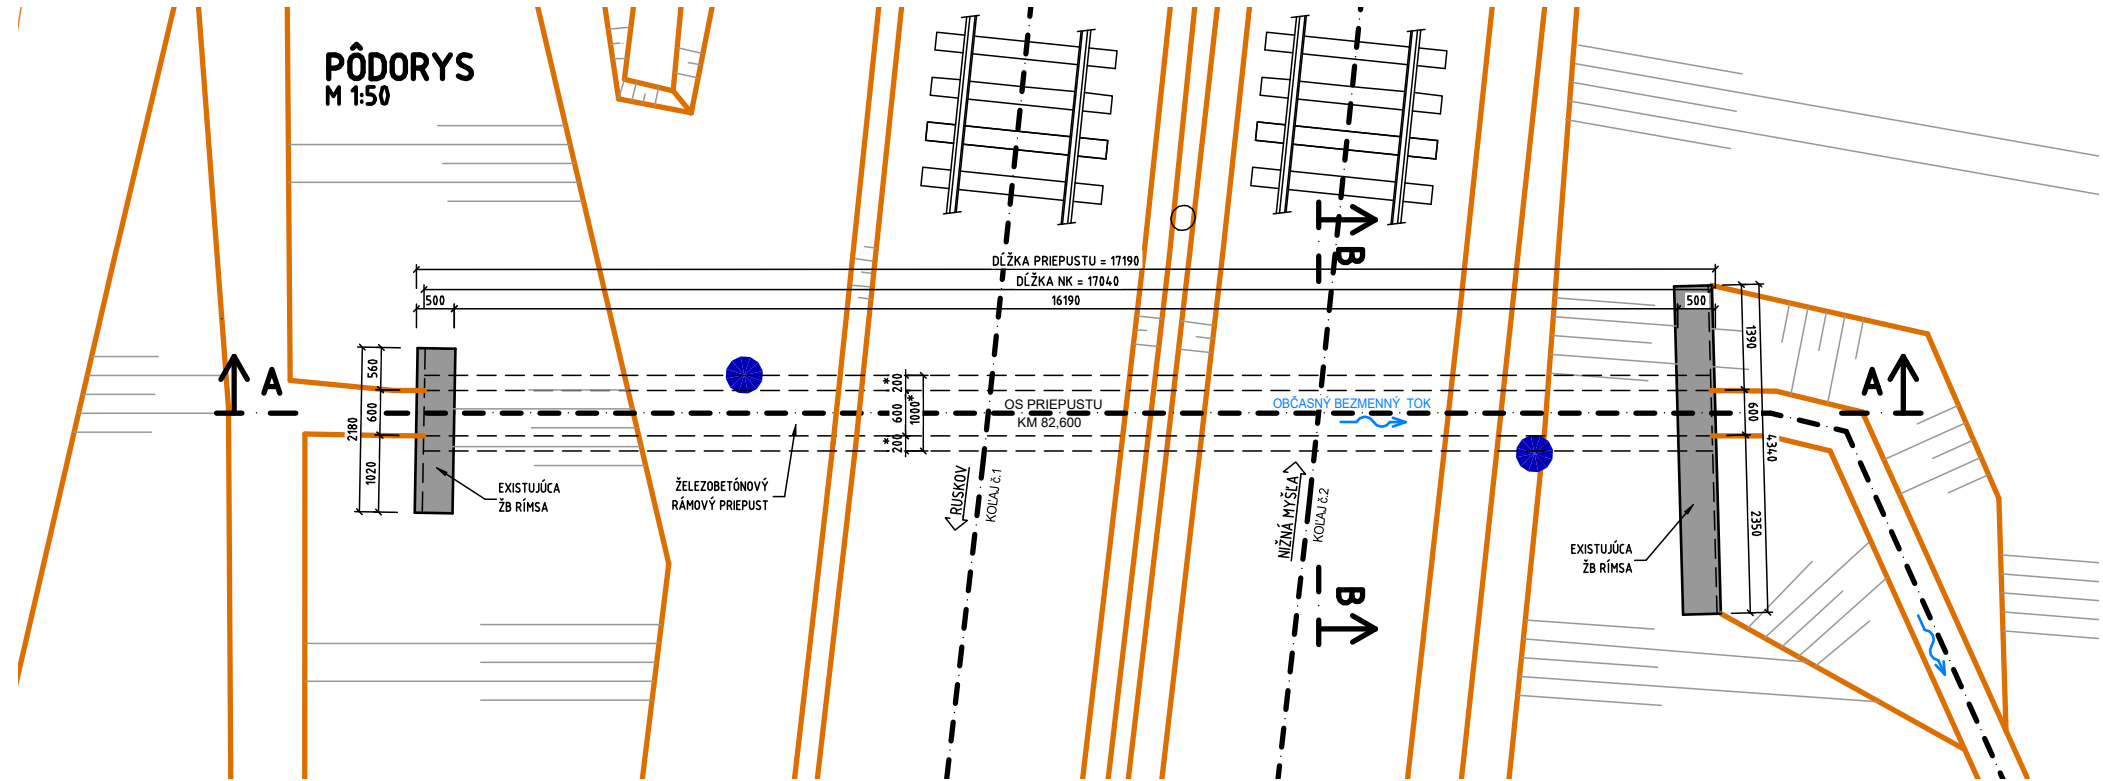 PÔDORYS
M 1:50
DĹŽKA PRIEPUSTU = 17190
DĹŽKA NK = 17040
500
16190
500
560
600
2180
1020
A
EXISTUJÚCA
ŽB RÍMSA
ŽELEZOBETÓNOVÝ
RÁMOVÝ PRIEPUST
*200
600
1000*
*200
OS PRIEPUSTU
KM 82,600
OBČASNÝ BEZMENNÝ TOK
RUSKOV
KOĽAJ č.1
NIŽNÁ MYŠĽA
KOĽAJ č.2
B
B
EXISTUJÚCA
ŽB RÍMSA
1390
600
4340
2350
A